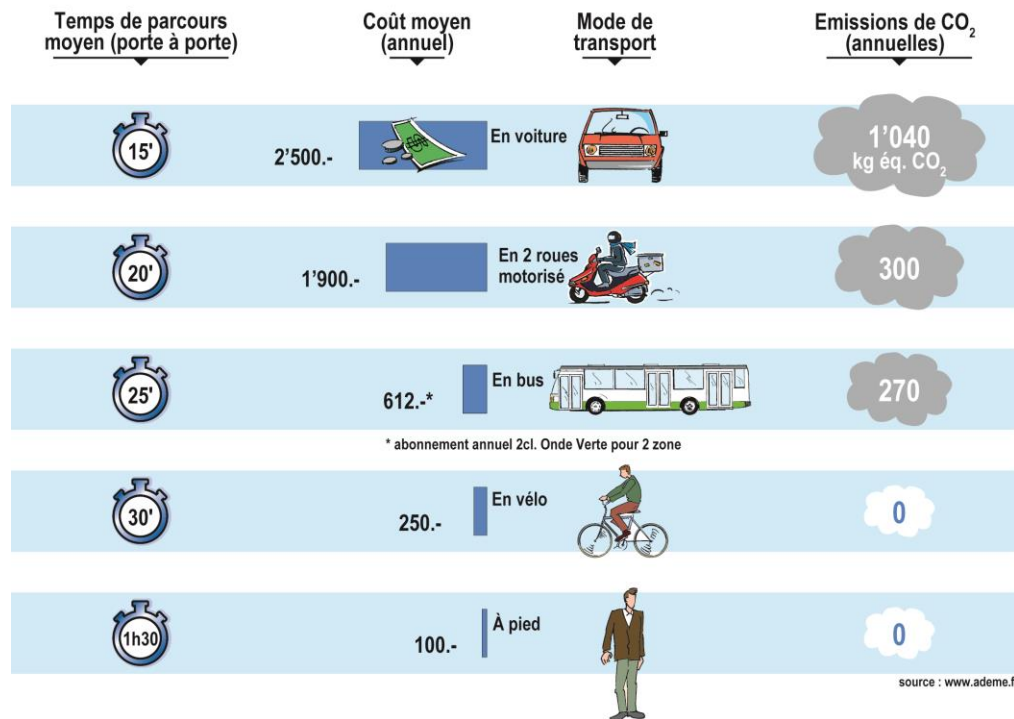 Temps de parcours
moyen (porte à porte)
Coût moyen
(annuel)
Mode de
transport
Emissions de CO₂
(annuelles)
15'
2’500.-
En voiture
1’040
kg éq. CO₂
20'
1’900.-
En 2 roues
motorisé
300
25'
612.-*
En bus
270
* abonnement annuel 2cl. Onde Verte pour 2 zone
30'
250.-
En vélo
0
1h30
100.-
À pied
0
source : www.ademe.f